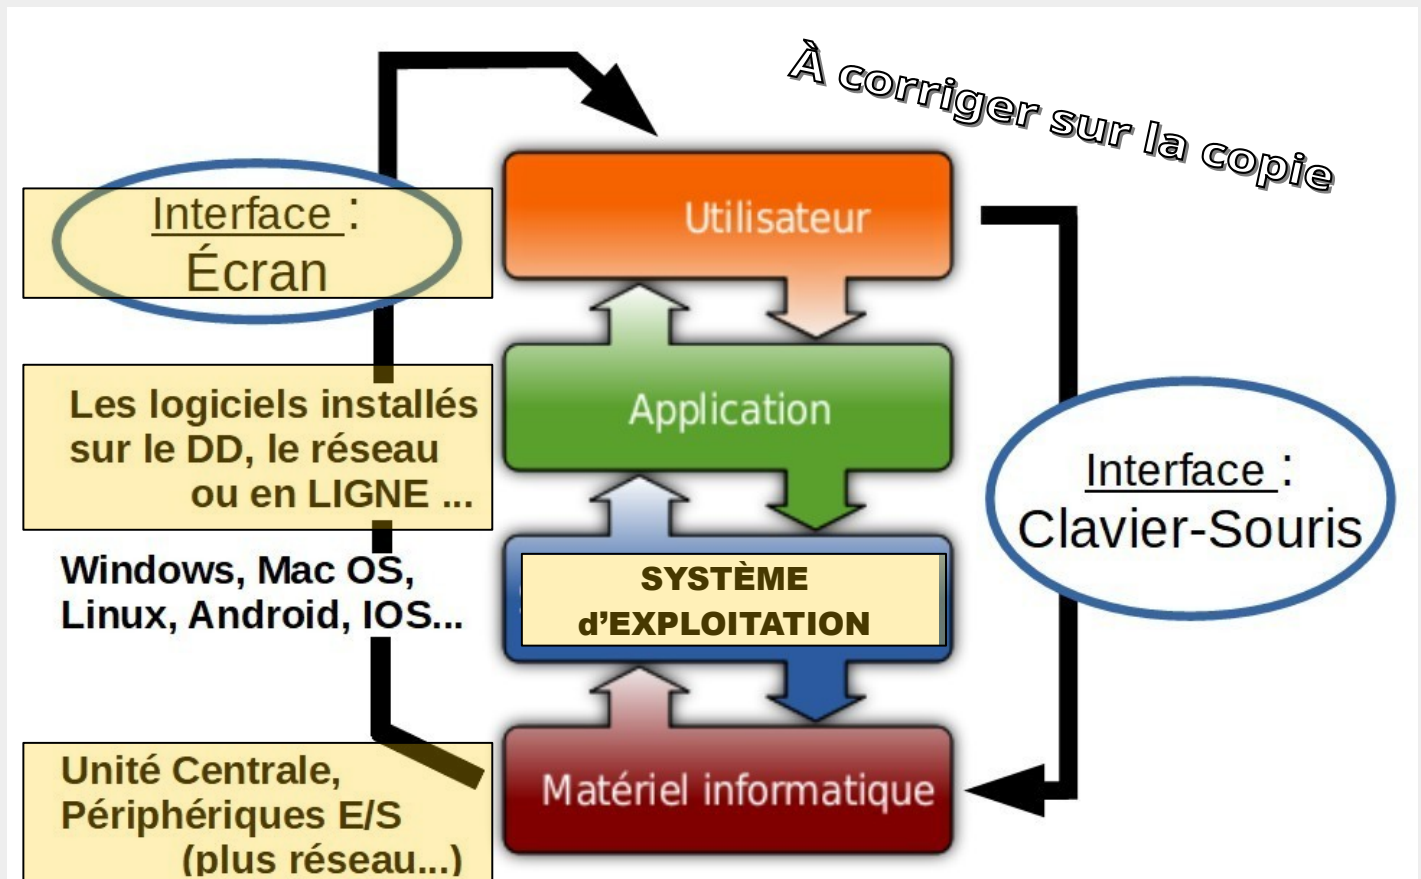 À corriger sur la copie
Utilisateur
Interface :
Écran
Application
Les logiciels installés
sur le DD, le réseau
ou en LIGNE ...
Interface :
Clavier-Souris
Windows, Mac OS,
Linux, Android, IOS...
SYSTÈME
d’EXPLOITATION
Unité Centrale,
Périphériques E/S
(plus réseau...)
Matériel informatique